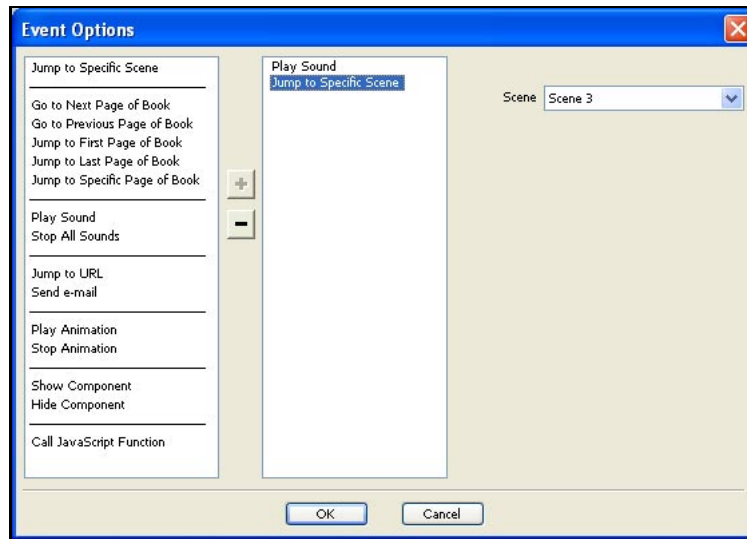 Event Options
Jump to Specific Scene
Go to Next Page of Book
Go to Previous Page of Book
Jump to First Page of Book
Jump to Last Page of Book
Jump to Specific Page of Book
Play Sound
Stop All Sounds
Jump to URL
Send e-mail
Play Animation
Stop Animation
Show Component
Hide Component
Call JavaScript Function
Play Sound
Jump to Specific Scene
Scene Scene 3
OK Cancel